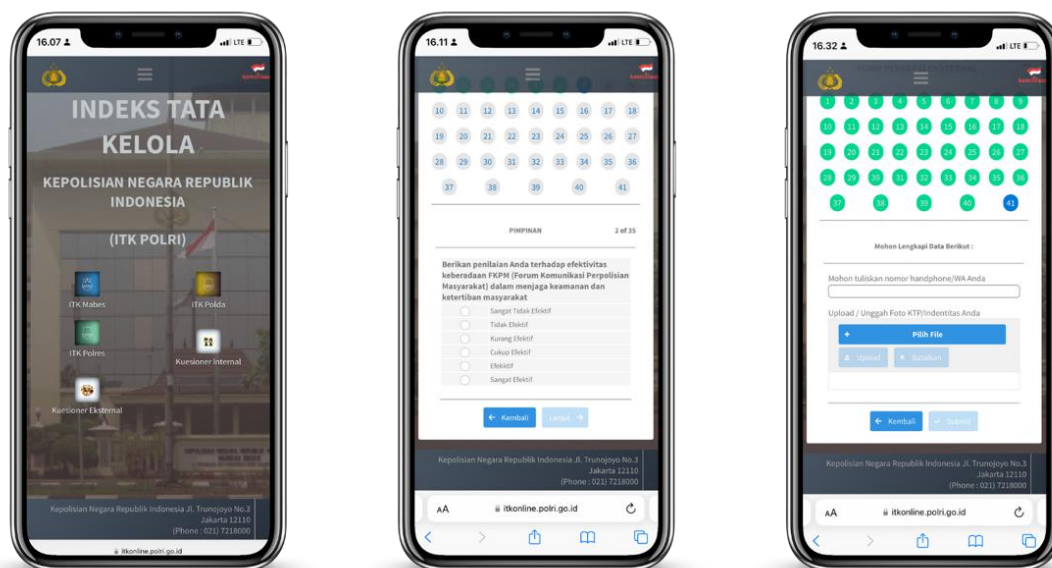 16.07
LTE
INDEKS TATA
KELOLA
KEPOLISIAN NEGARA REPUBLIK
INDONESIA
(ITK POLRI)
ITK Mabes
ITK Polda
ITK Polres
Kuesioner Internal
Kuesioner Eksternal
Kepolisian Negara Republik Indonesia Jl. Trunojoyo No.3
Jakarta 12110
(Phone : 021) 7218000
itkonline.polri.go.id
16.11
LTE
10 11 12 13 14 15 16 17 18
19 20 21 22 23 24 25 26 27
28 29 30 31 32 33 34 35 36
37 38 39 40 41
PIMPINAN 2 of 35
Berikan penilaian Anda terhadap efektivitas
keberadaan FKPM (Forum Komunikasi Perpolisian
Masyarakat) dalam menjaga keamanan dan
ketertiban masyarakat
Sangat Tidak Efektif
Tidak Efektif
Kurang Efektif
Cukup Efektif
Efekktif
Sangat Efektif
Kembali Lanjut
Kepolisian Negara Republik Indonesia Jl. Trunojoyo No.3
Jakarta 12110
(Phone : 021) 7218000
AA itkonline.polri.go.id
16.32
LTE
1 2 3 4 5 6 7 8 9
10 11 12 13 14 15 16 17 18
19 20 21 22 23 24 25 26 27
28 29 30 31 32 33 34 35 36
37 38 39 40 41
Mohon Lengkapi Data Berikut :
Mohon tuliskan nomor handphone/WA Anda
Upload / Unggah Foto KTP/Indentitas Anda
+ Pilih File
Upload Batalkan
Kembali Submit
Kepolisian Negara Republik Indonesia Jl. Trunojoyo No.3
Jakarta 12110
(Phone : 021) 7218000
AA itkonline.polri.go.id